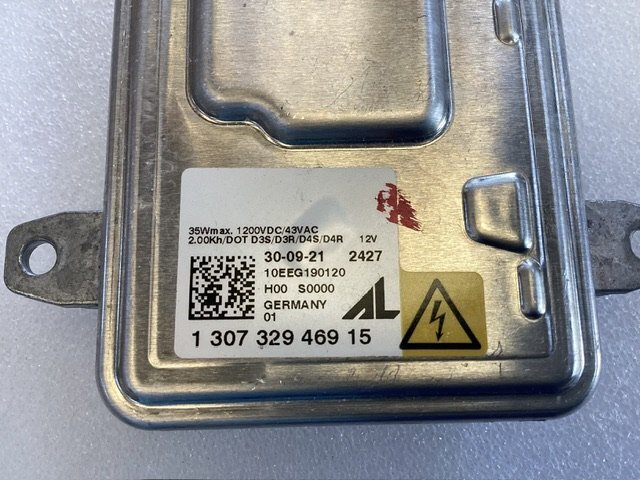 35Wmax. 1200VDC/43VAC
2.00Kh/DOT D3S/D3R/D4S/D4R 12V
30-09-21 2427
10EEG190120
H00 S0000
GERMANY
01
AL
1 307 329 469 15